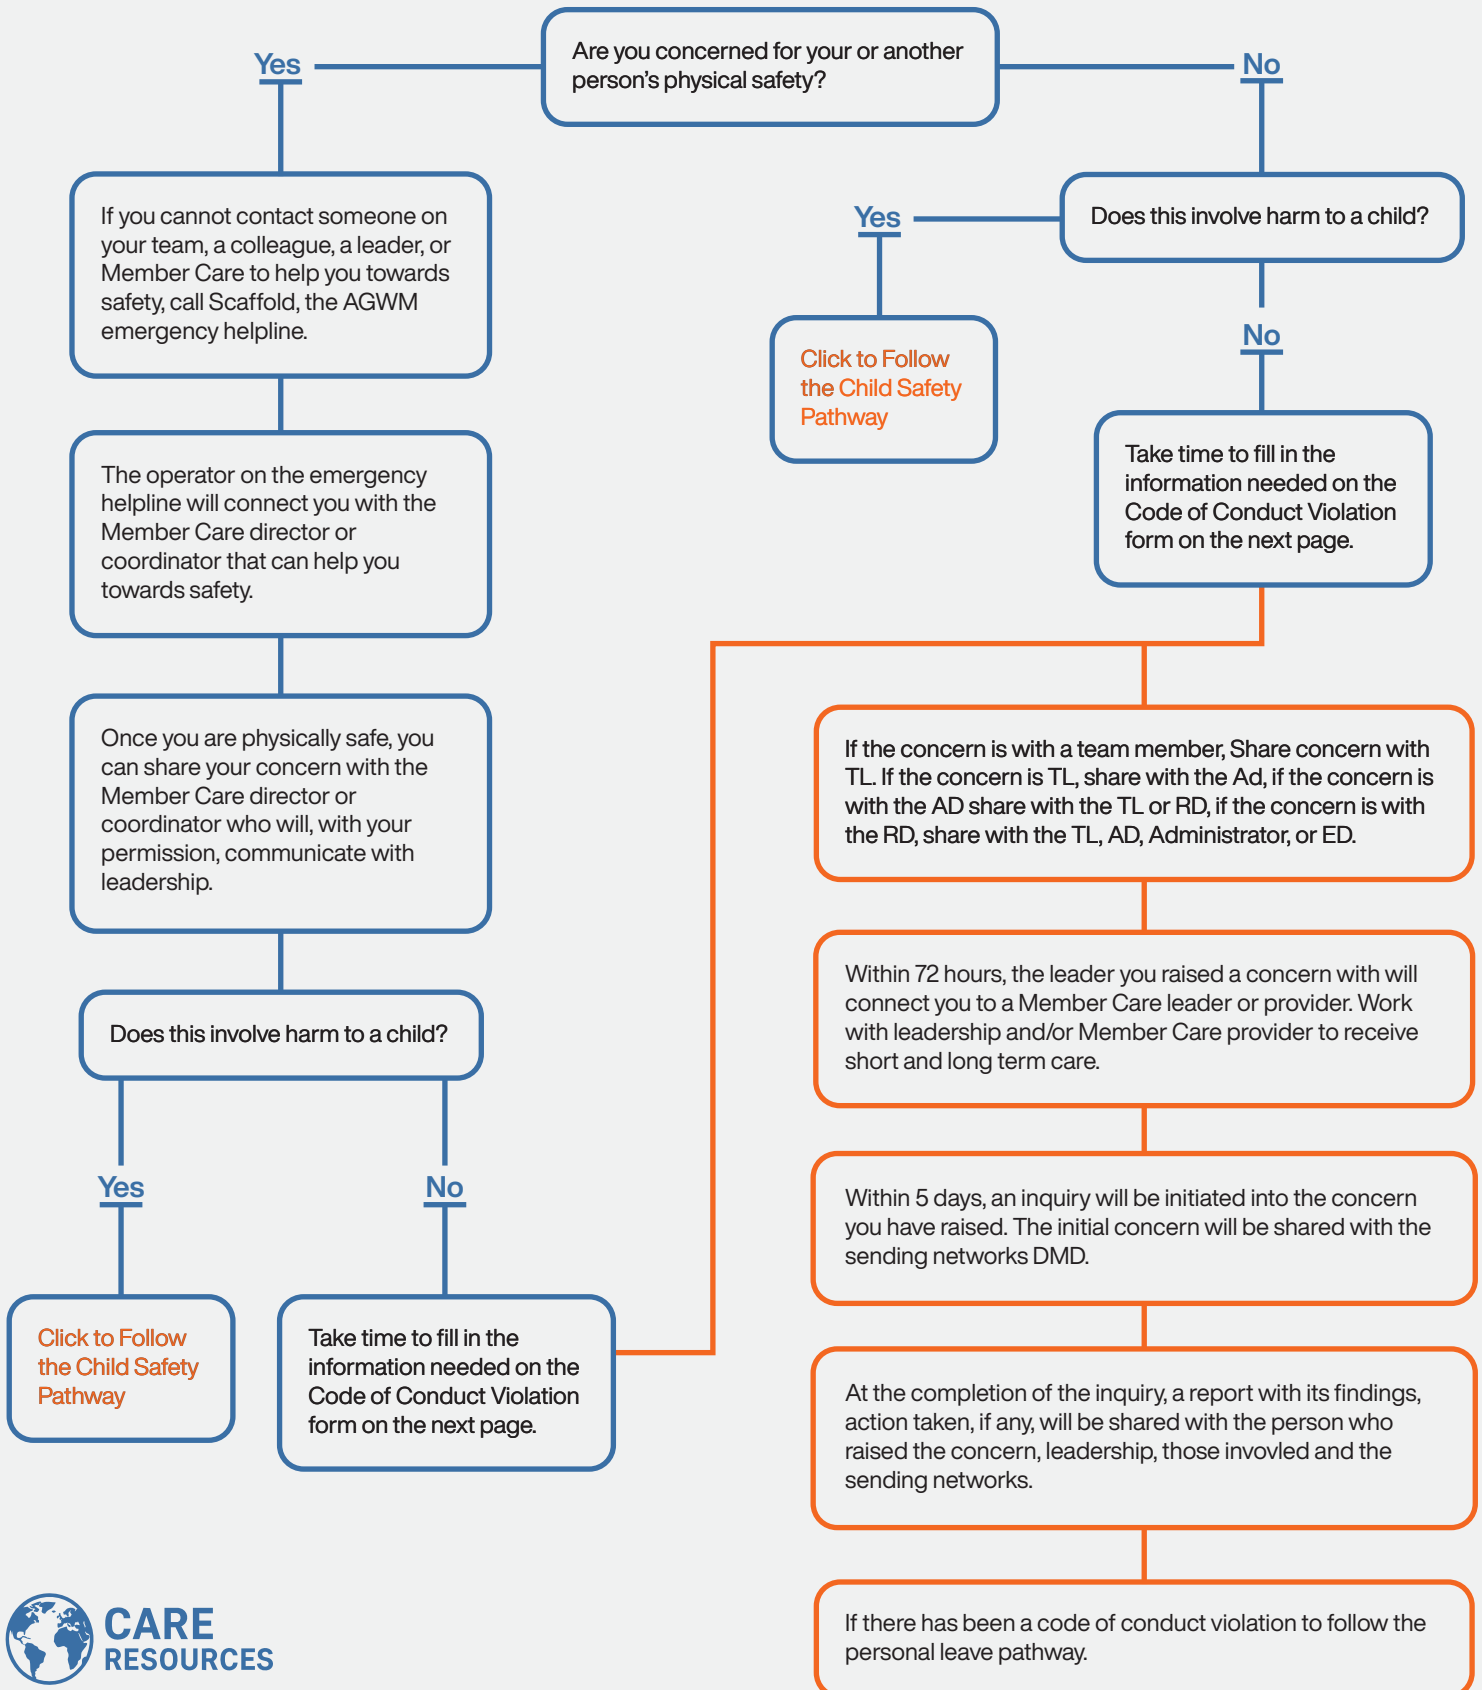 Are you concerned for your or another
person's physical safety?
Yes
No
If you cannot contact someone on
your team, a colleague, a leader, or
Member Care to help you towards
safety, call Scaffold, the AGWM
emergency helpline.
The operator on the emergency
helpline will connect you with the
Member Care director or
coordinator that can help you
towards safety.
Once you are physically safe, you
can share your concern with the
Member Care director or
coordinator who will, with your
permission, communicate with
leadership.
Does this involve harm to a child?
Yes
No
Click to Follow
the Child Safety
Pathway
Take time to fill in the
information needed on the
Code of Conduct Violation
form on the next page.
Does this involve harm to a child?
Yes
No
Click to Follow
the Child Safety
Pathway
Take time to fill in the
information needed on the
Code of Conduct Violation
form on the next page.
If the concern is with a team member, Share concern with
TL. If the concern is TL, share with the Ad, if the concern is
with the AD share with the TL or RD, if the concern is with
the RD, share with the TL, AD, Administrator, or ED.
Within 72 hours, the leader you raised a concern with will
connect you to a Member Care leader or provider. Work
with leadership and/or Member Care provider to receive
short and long term care.
Within 5 days, an inquiry will be initiated into the concern
you have raised. The initial concern will be shared with the
sending networks DMD.
At the completion of the inquiry, a report with its findings,
action taken, if any, will be shared with the person who
raised the concern, leadership, those invovled and the
sending networks.
If there has been a code of conduct violation to follow the
personal leave pathway.
CARE
RESOURCES